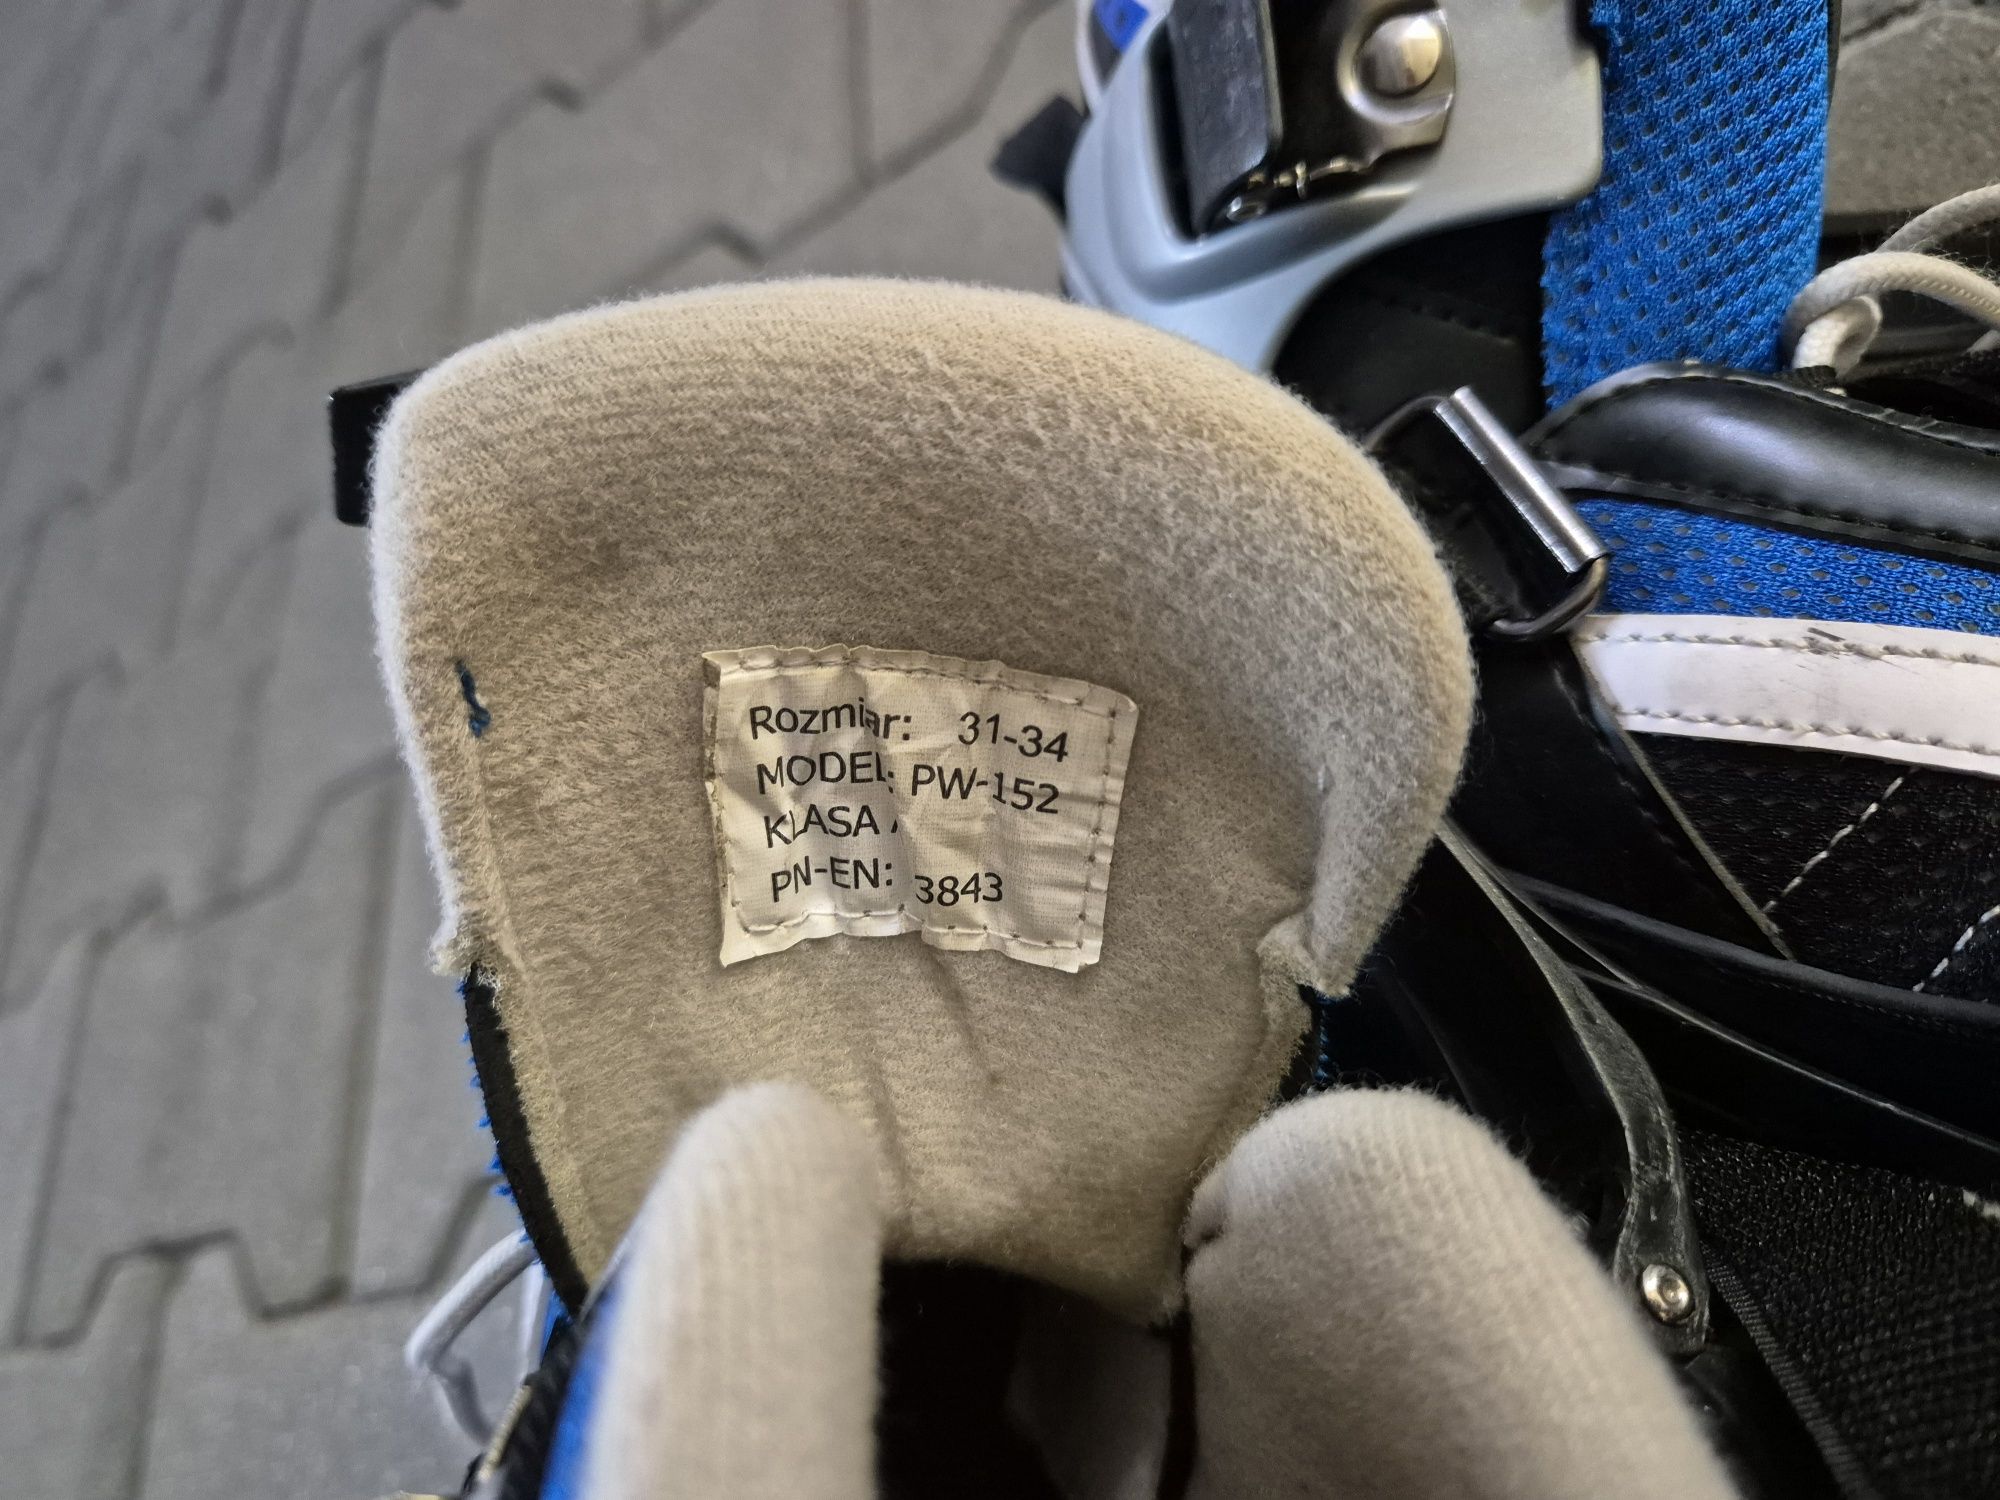 Rozmiar: 31-34
MODEL: PW-152
KLASA
PN-EN: 3843